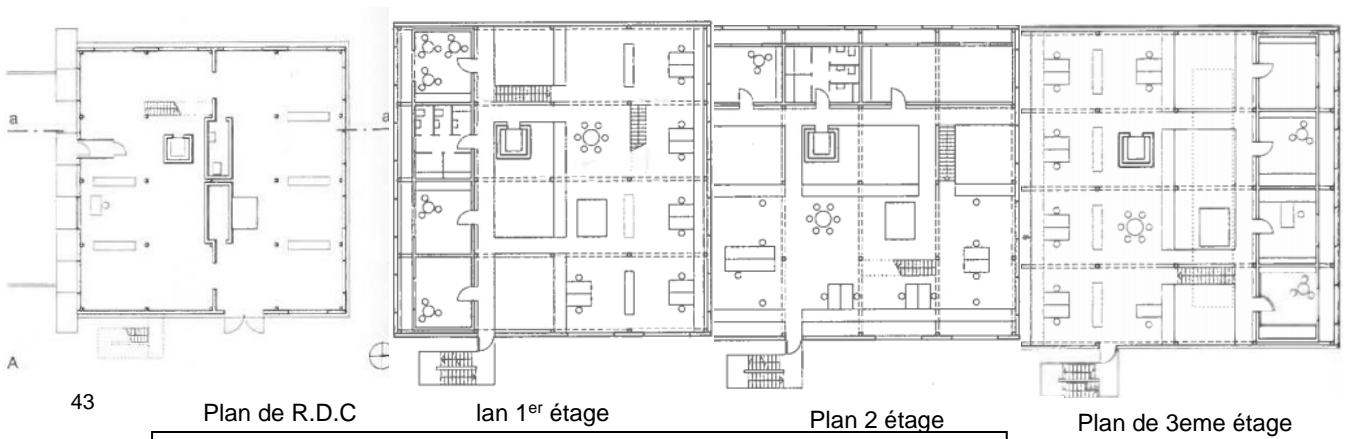 a
a
A
43
Plan de R.D.C
lan 1er étage
Plan 2 étage
Plan de 3eme étage